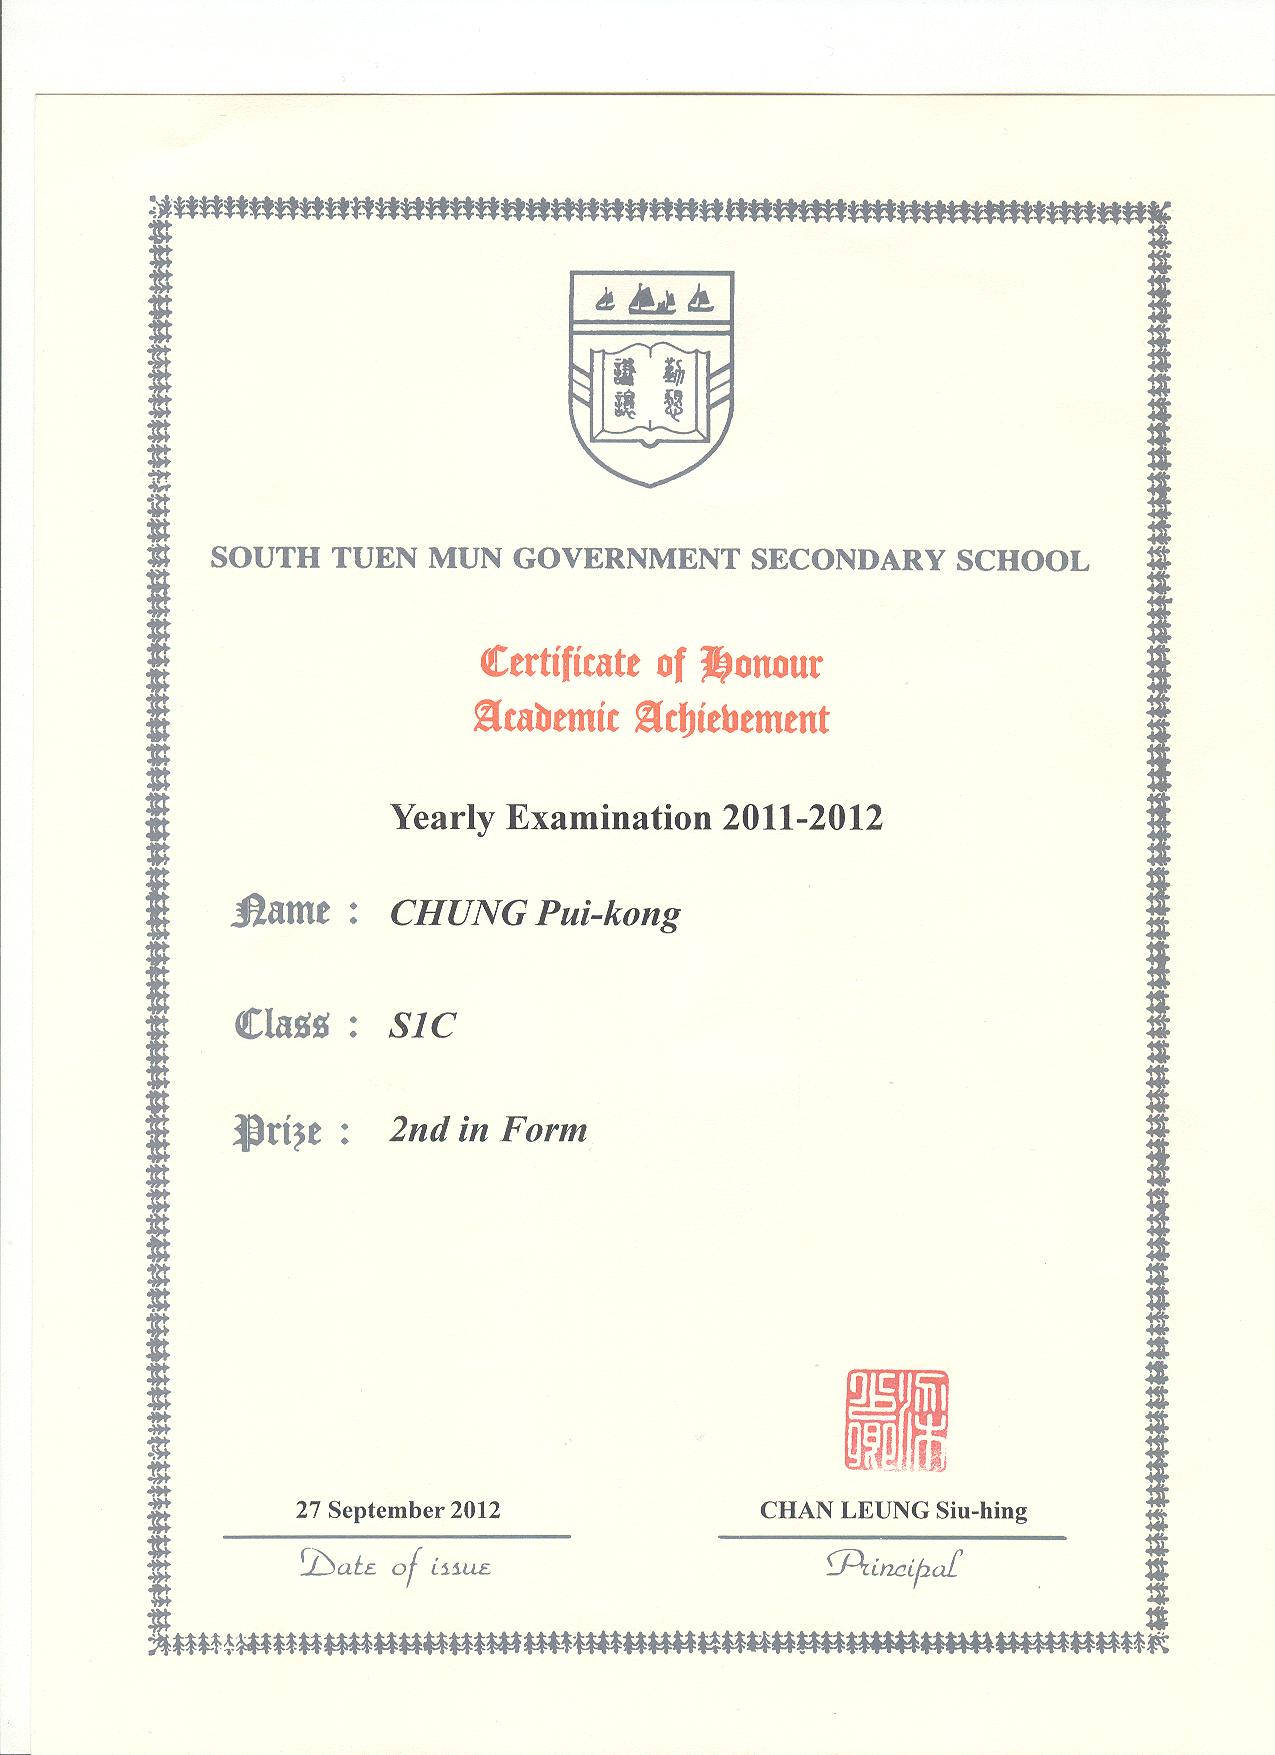 SOUTH TUEN MUN GOVERNMENT SECONDARY SCHOOL
Certificate of Honour
Academic Achievement
Yearly Examination 2011-2012
Name : CHUNG Pui-kong
Class : S1C
Prize : 2nd in Form
27 September 2012
Date of issue
CHAN LEUNG Siu-hing
Principal